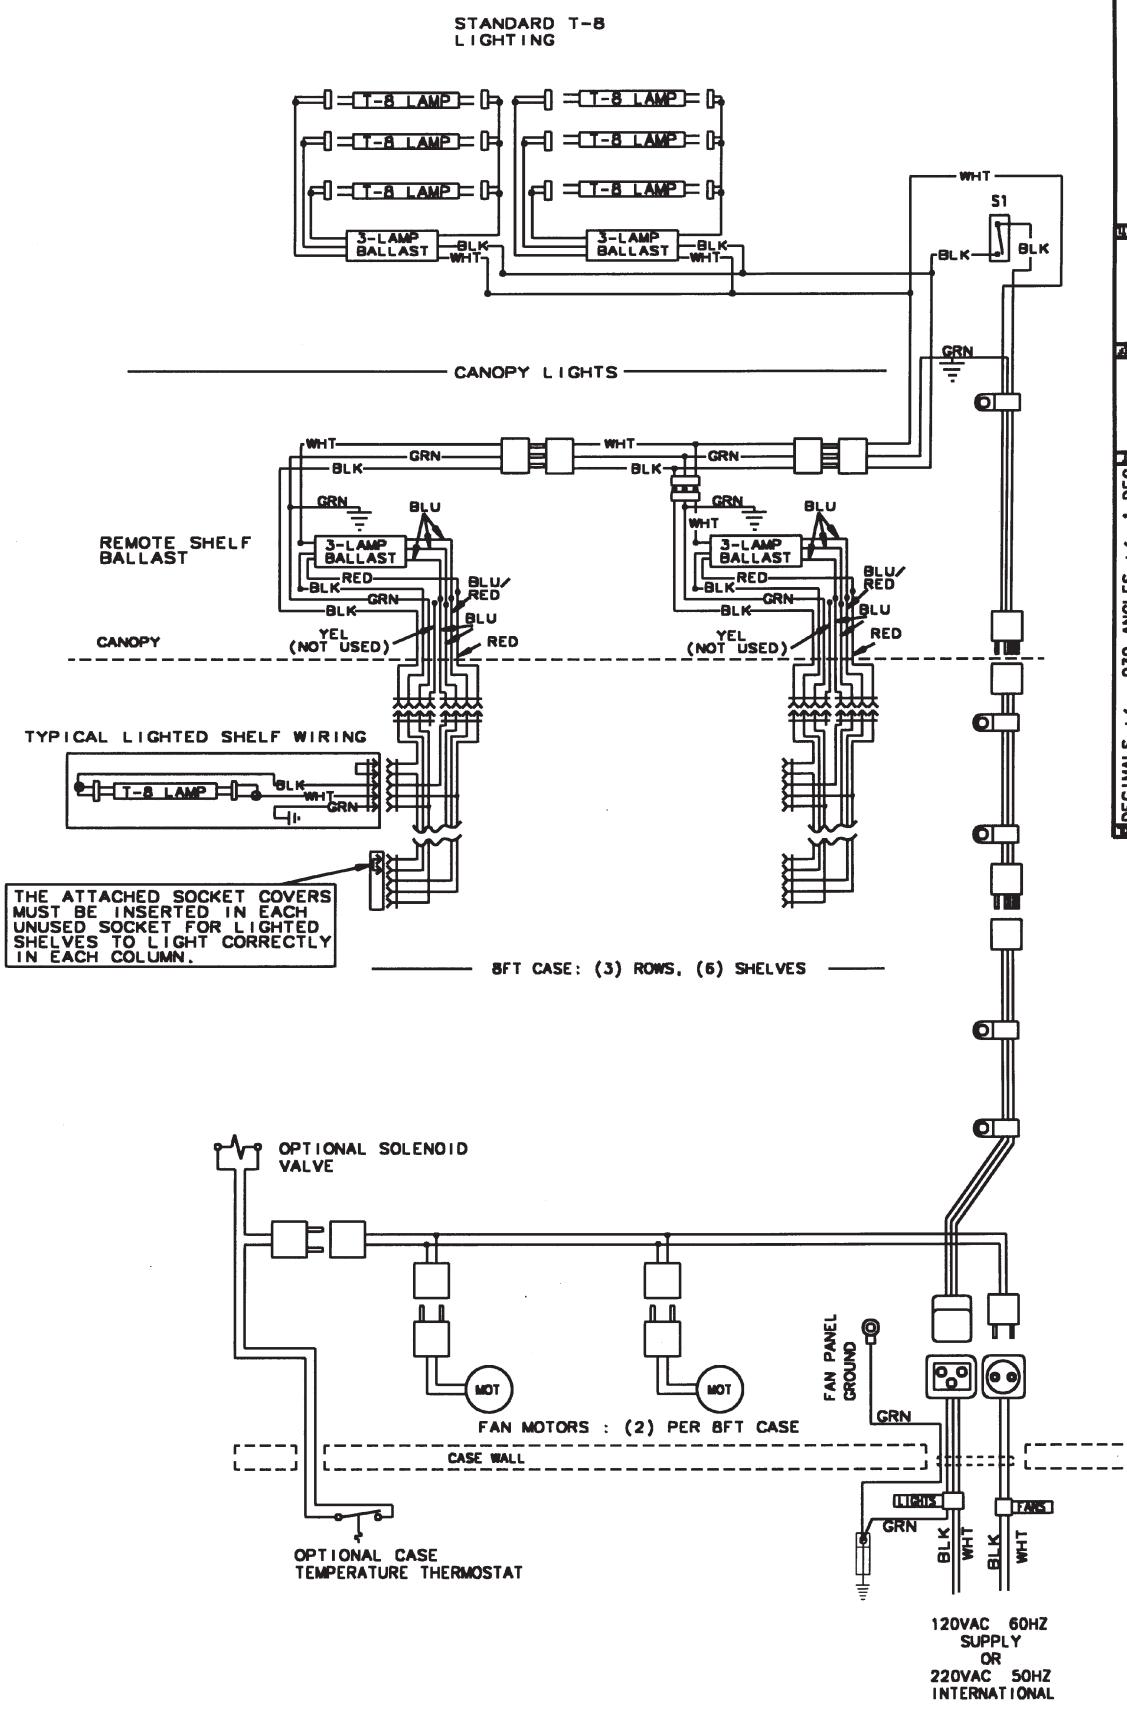 STANDARD T-8
LIGHTING
T-8 LAMP
T-8 LAMP
T-8 LAMP
T-8 LAMP
T-8 LAMP
T-8 LAMP
3-LAMP
BALLAST
BLK
WHT
3-LAMP
BALLAST
BLK
WHT
WHT
S1
BLK
BLK
GRN
CANOPY LIGHTS
WHT
GRN
BLK
WHT
GRN
BLK
GRN
BLU
GRN
BLU
WHT
REMOTE SHELF
BALLAST
3-LAMP
BALLAST
RED
BLK
GRN
BLK
BLU/
RED
BLU
RED
YEL
(NOT USED)
3-LAMP
BALLAST
RED
BLK
GRN
BLK
BLU/
RED
BLU
RED
YEL
(NOT USED)
CANOPY
TYPICAL LIGHTED SHELF WIRING
T-8 LAMP
BLK
WHT
GRN
THE ATTACHED SOCKET COVERS
MUST BE INSERTED IN EACH
UNUSED SOCKET FOR LIGHTED
SHELVES TO LIGHT CORRECTLY
IN EACH COLUMN.
8FT CASE: (3) ROWS, (6) SHELVES
OPTIONAL SOLENOID
VALVE
MOT
MOT
FAN MOTORS : (2) PER 8FT CASE
FAN PANEL
GROUND
GRN
CASE WALL
LIGHTS
FANS
GRN
BLK
WHT
BLK
WHT
OPTIONAL CASE
TEMPERATURE THERMOSTAT
120VAC 60HZ
SUPPLY
OR
220VAC 50HZ
INTERNATIONAL